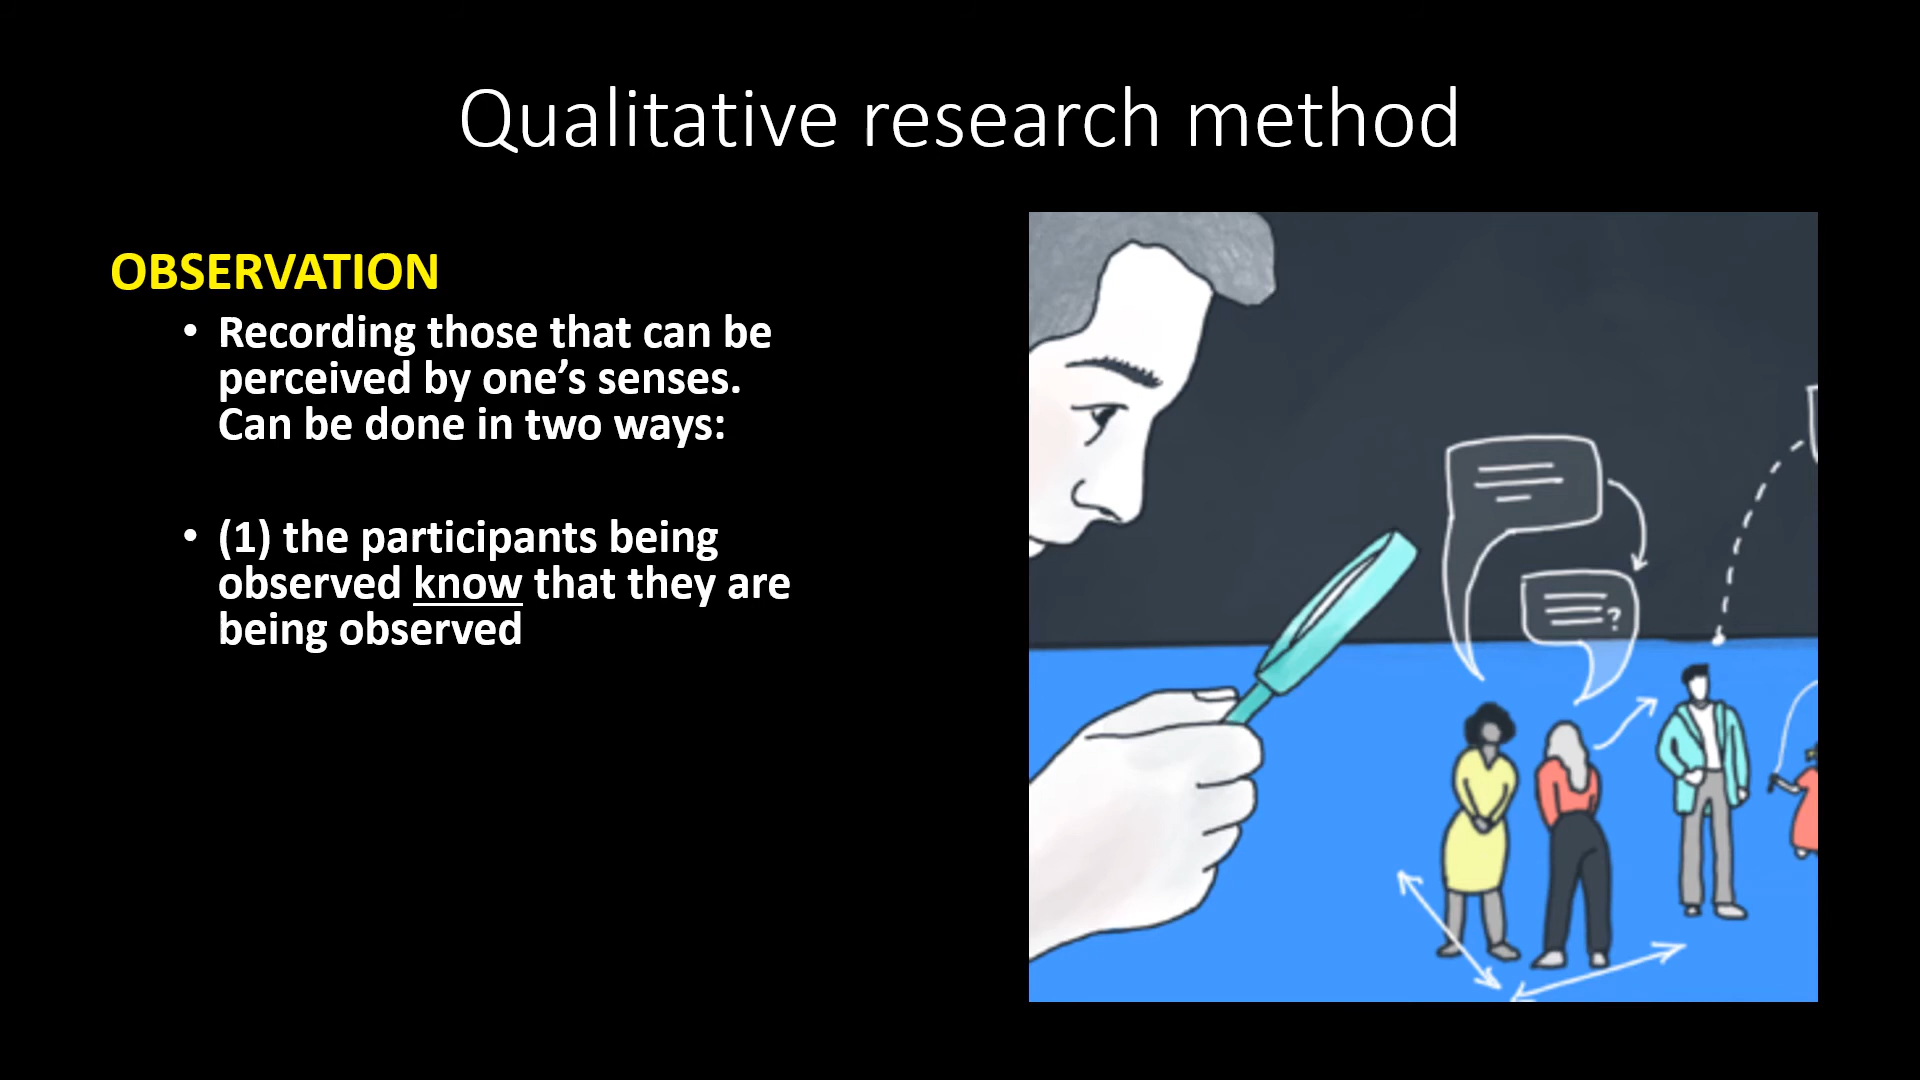 Qualitative research method
OBSERVATION
• Recording those that can be
perceived by one’s senses.
Can be done in two ways:
• (1) the participants being
observed know that they are
being observed
?